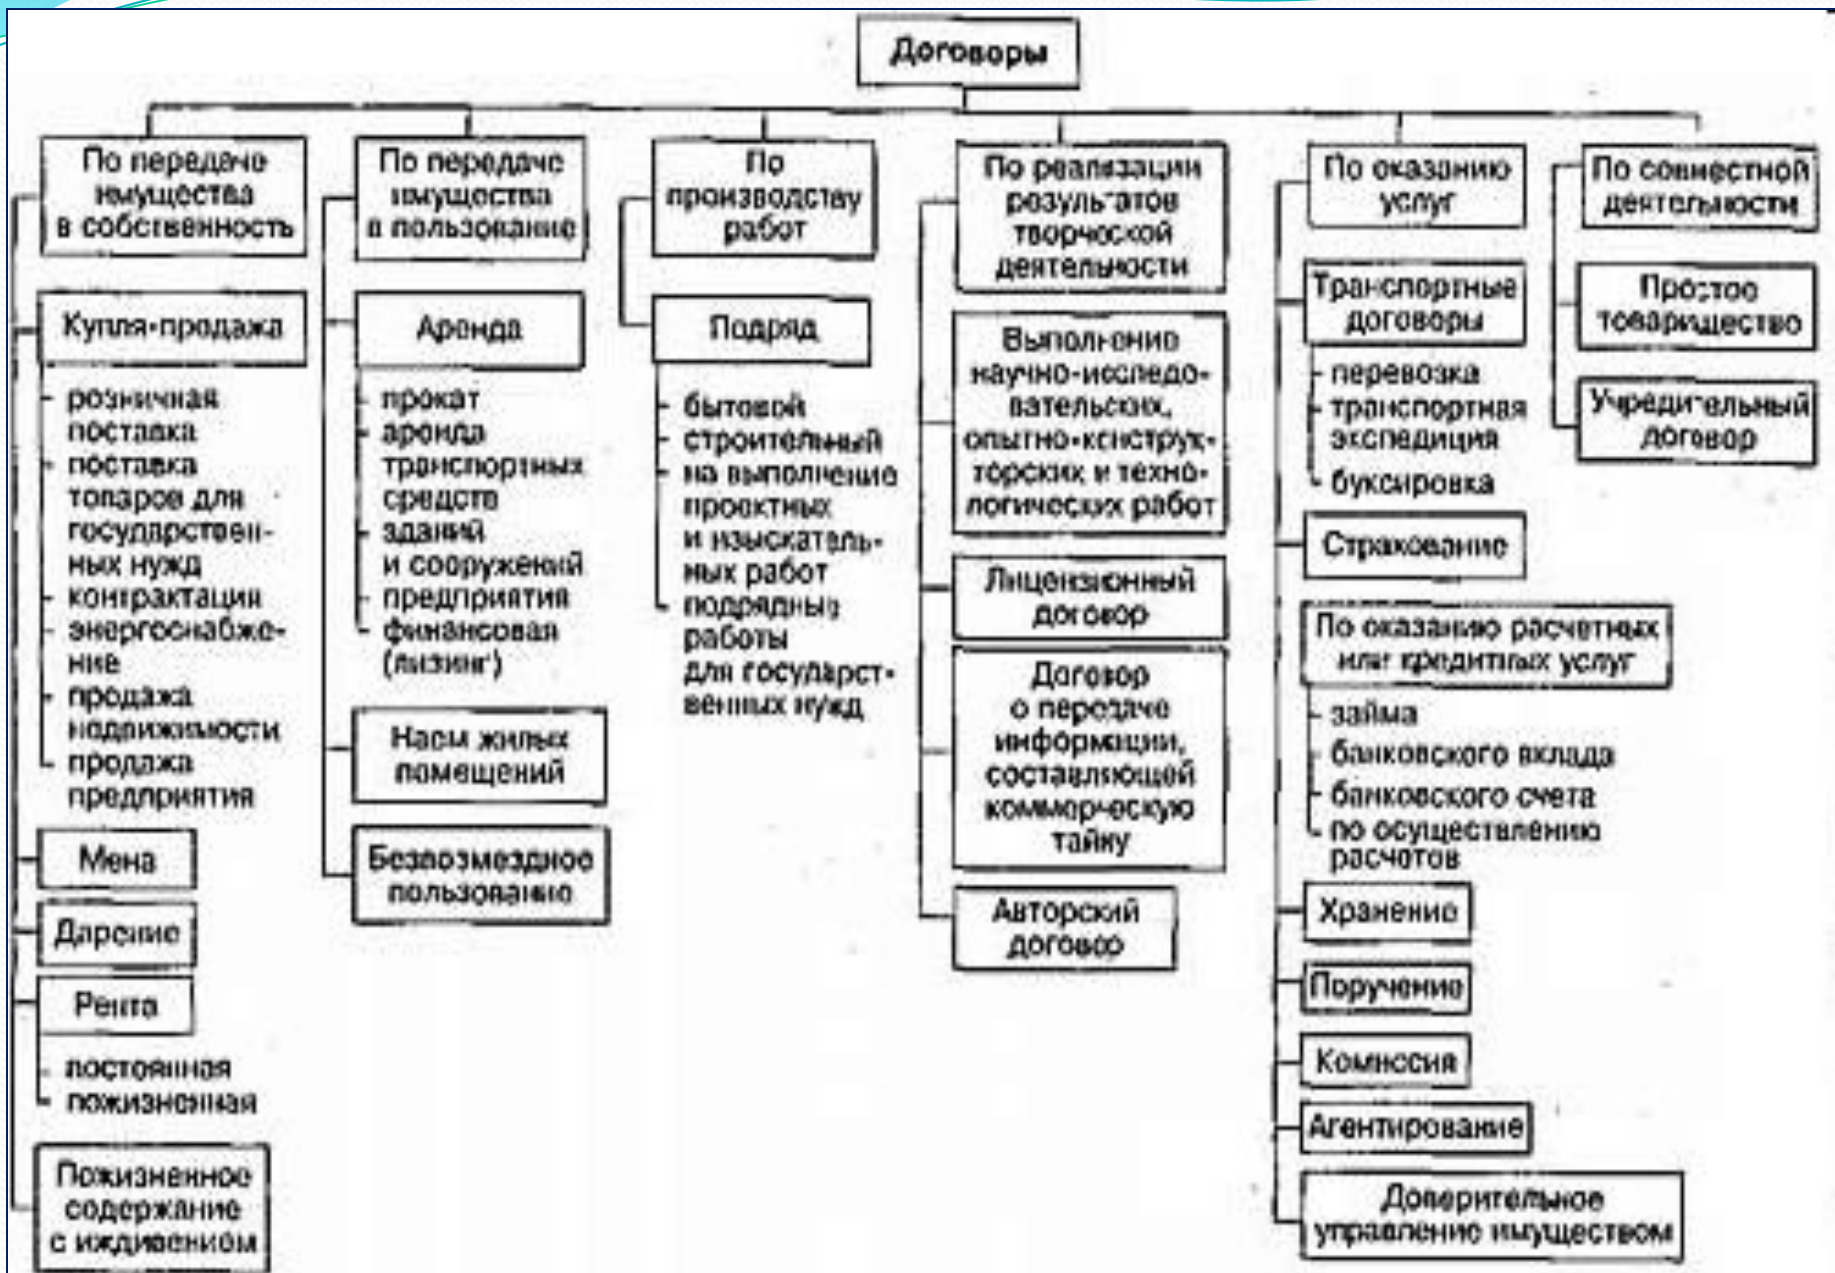 Договоры
По передаче
имущества
в собственность
Купля-продажа
розничная
поставка
поставка
товаров для
государствен-
ных нужд
контрактация
энергоснабже-
ние
продажа
недвижимости
продажа
предприятия
Мена
Дарение
Рента
постоянная
пожизненная
Пожизненное
содержание
с иждивением
По передаче
имущества
в пользование
Аренда
- прокат
- аренда
транспортных
средств
- зданий
и сооружений
- предприятия
- финансовая
(лизинг)
Наем жилых
помещений
Безвозмездное
пользование
По
производству
работ
Подряд
- бытовой
- строительный
- на выполнение
проектных
и изыскатель-
ных работ
- подрядные
работы
для государст-
венных нужд
По реализации
результатов
творческой
деятельности
Выполнение
научно-исследо-
вательских,
опытно-конструк-
торских и техно-
логических работ
Лицензионный
договор
Договор
о передаче
информации,
составляющей
коммерческую
тайну
Авторский
договор
По оказанию
услуг
Транспортные
договоры
- перевозка
- транспортная
экспедиция
- буксировка
Страхование
По оказанию расчетных
или кредитных услуг
- займа
- банковского вклада
- банковского счета
- по осуществлению
расчетов
Хранение
Поручение
Комиссия
Агентирование
Доверительное
управление имуществом
По совместной
деятельности
Простое
товарищество
Учредительный
договор